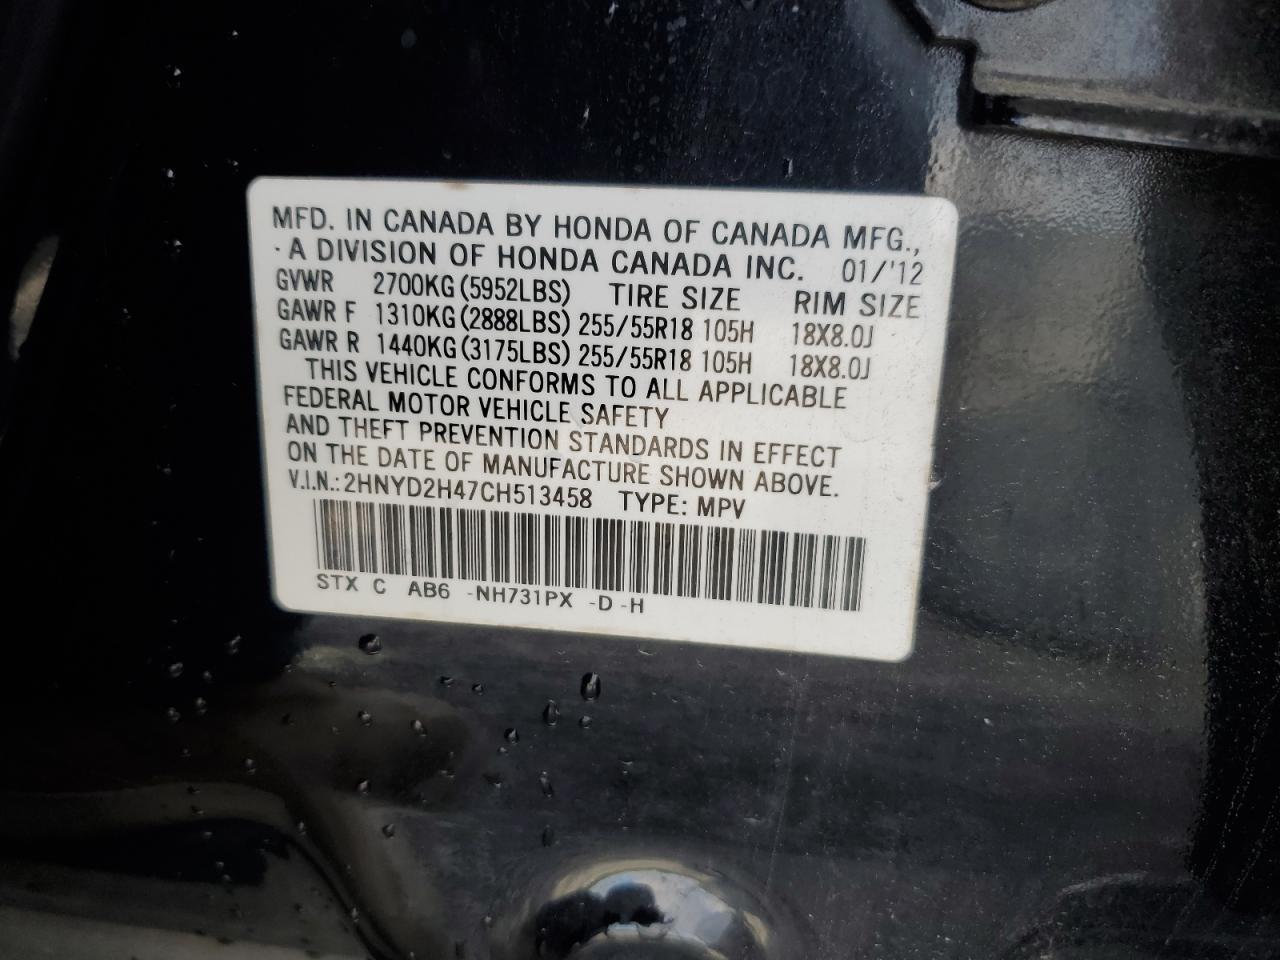 MFD. IN CANADA BY HONDA OF CANADA MFG.,
·A DIVISION OF HONDA CANADA INC. 01/'12
GVWR 2700KG (5952LBS) TIRE SIZE RIM SIZE
GAWR F 1310KG (2888LBS) 255/55R18 105H 18X8.0J
GAWR R 1440KG (3175LBS) 255/55R18 105H 18X8.0J
THIS VEHICLE CONFORMS TO ALL APPLICABLE
FEDERAL MOTOR VEHICLE SAFETY
AND THEFT PREVENTION STANDARDS IN EFFECT
ON THE DATE OF MANUFACTURE SHOWN ABOVE.
V.I.N.: 2HNYD2H47CH513458 TYPE: MPV
STX C AB6 -NH731PX -D -H